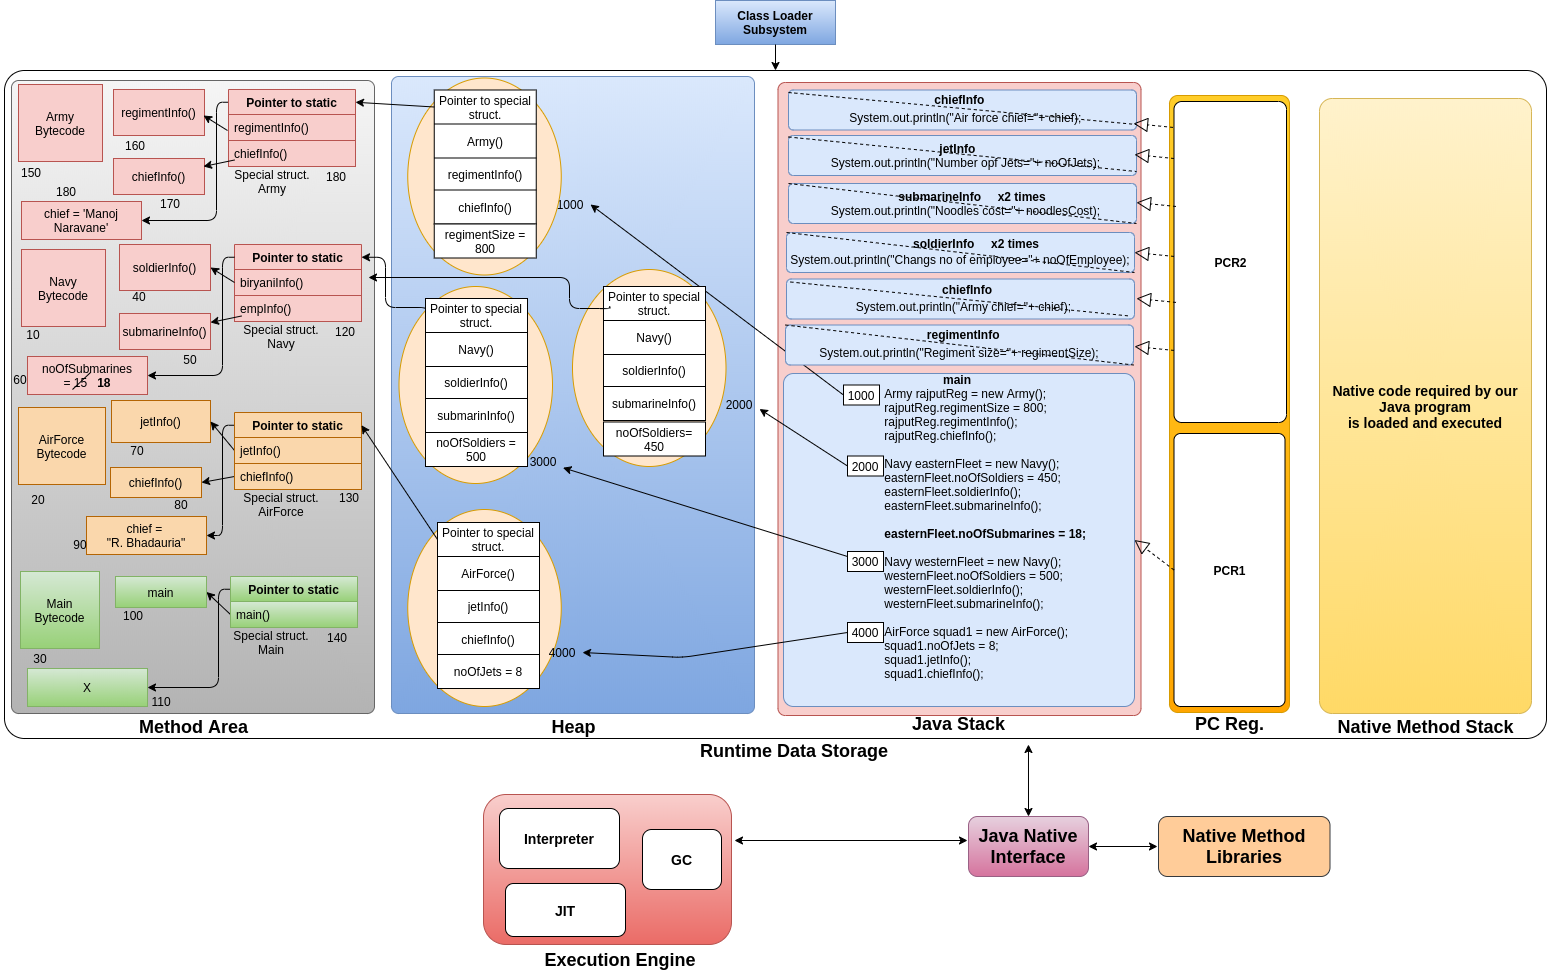 Class Loader
Subsystem
Army
Bytecode
150
regimentInfo()
160
chiefInfo()
170
180
chief = 'Manoj
Naravane'
Pointer to static
regimentInfo()
chiefInfo()
Special struct.
Army
180
Navy
Bytecode
10
soldierInfo()
40
submarineInfo()
50
60
noOfSubmarines
= 15 18
Pointer to static
biryaniInfo()
empInfo()
Special struct.
Navy
120
AirForce
Bytecode
20
jetInfo()
70
chiefInfo()
80
90
chief =
"R. Bhadauria"
Pointer to static
jetInfo()
chiefInfo()
Special struct.
AirForce
130
Main
Bytecode
30
main
100
X
110
Pointer to static
main()
Special struct.
Main
140
Method Area
Pointer to special
struct.
Army()
regimentInfo()
chiefInfo()
regimentSize =
800
1000
Pointer to special
struct.
Navy()
soldierInfo()
submarinInfo()
noOfSoldiers =
500
3000
Pointer to special
struct.
Navy()
soldierInfo()
submarineInfo()
noOfSoldiers=
450
2000
Pointer to special
struct.
AirForce()
jetInfo()
chiefInfo()
noOfJets = 8
4000
Heap
chiefInfo
System.out.println("Air force chief="+ chief);
jetInfo
System.out.println("Number opf Jets="+ noOfJets);
submarineInfo x2 times
System.out.println("Noodles cost="+ noodlesCost);
soldierInfo x2 times
System.out.println("Changs no of employee="+ noOfEmployee);
chiefInfo
System.out.println("Army chief="+ chief);
regimentInfo
System.out.println("Regiment size="+ regimentSize);
main
1000
Army rajputReg = new Army();
rajputReg.regimentSize = 800;
rajputReg.regimentInfo();
rajputReg.chiefInfo();
2000
Navy easternFleet = new Navy();
easternFleet.noOfSoldiers = 450;
easternFleet.soldierInfo();
easternFleet.submarineInfo();
easternFleet.noOfSubmarines = 18;
3000
Navy westernFleet = new Navy();
westernFleet.noOfSoldiers = 500;
westernFleet.soldierInfo();
westernFleet.submarineInfo();
4000
AirForce squad1 = new AirForce();
squad1.noOfJets = 8;
squad1.jetInfo();
squad1.chiefInfo();
Java Stack
PCR2
PCR1
PC Reg.
Native code required by our
Java program
is loaded and executed
Native Method Stack
Runtime Data Storage
Interpreter
GC
JIT
Execution Engine
Java Native
Interface
Native Method
Libraries